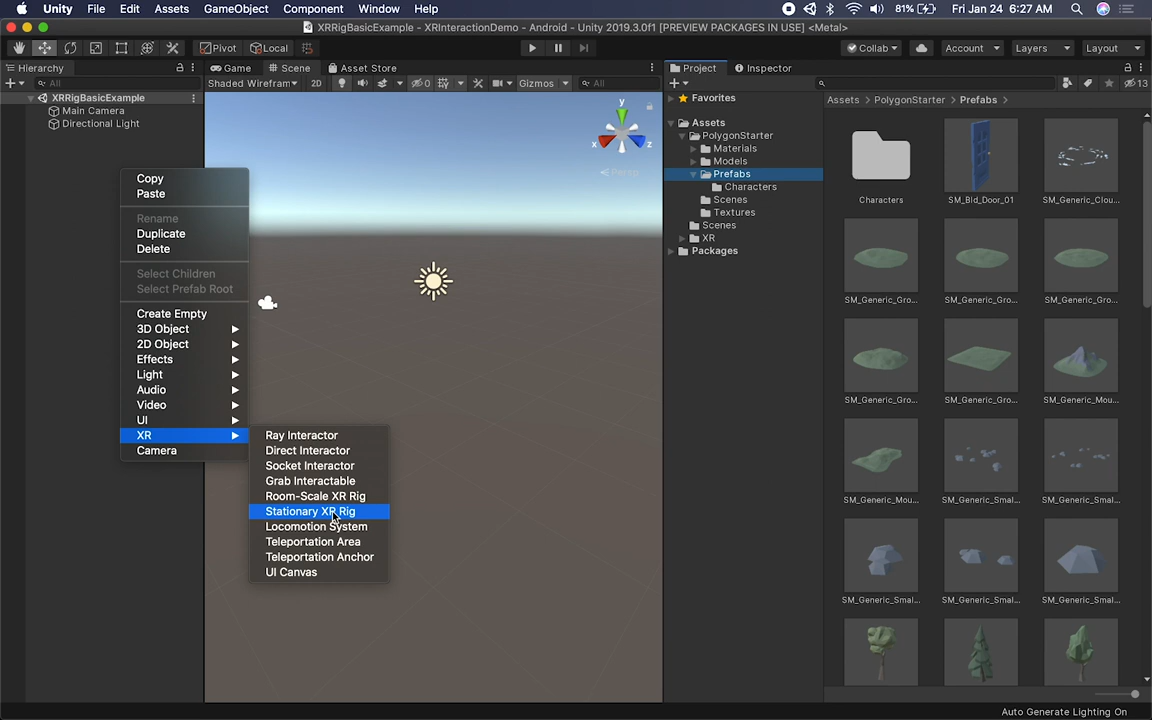 Unity File Edit Assets GameObject Component Window Help 81% Fri Jan 24 6:27 AM
XRRigBasicExample - XRInteractionDemo - Android - Unity 2019.3.0f1 [PREVIEW PACKAGES IN USE] <Metal>
Pivot Local Collab Account Layers Layout
Hierarchy Game Scene Asset Store Project Inspector
All Shaded Wirefram 2D 0 Gizmos All 13
XRRigBasicExample
Main Camera
Directional Light
Copy
Paste
Rename
Duplicate
Delete
Select Children
Select Prefab Root
Create Empty
3D Object
2D Object
Effects
Light
Audio
Video
UI
XR
Camera
Ray Interactor
Direct Interactor
Socket Interactor
Grab Interactable
Room-Scale XR Rig
Stationary XR Rig
Locomotion System
Teleportation Area
Teleportation Anchor
UI Canvas
y
x z
Persp
Favorites
Assets
PolygonStarter
Materials
Models
Prefabs
Characters
Scenes
Textures
Scenes
XR
Packages
Assets > PolygonStarter > Prefabs >
Characters SM_Bld_Door_01 SM_Generic_Clou...
SM_Generic_Gro... SM_Generic_Gro... SM_Generic_Gro...
SM_Generic_Gro... SM_Generic_Gro... SM_Generic_Mou...
SM_Generic_Mou... SM_Generic_Smal... SM_Generic_Smal...
SM_Generic_Smal... SM_Generic_Smal... SM_Generic_Smal...
Auto Generate Lighting On